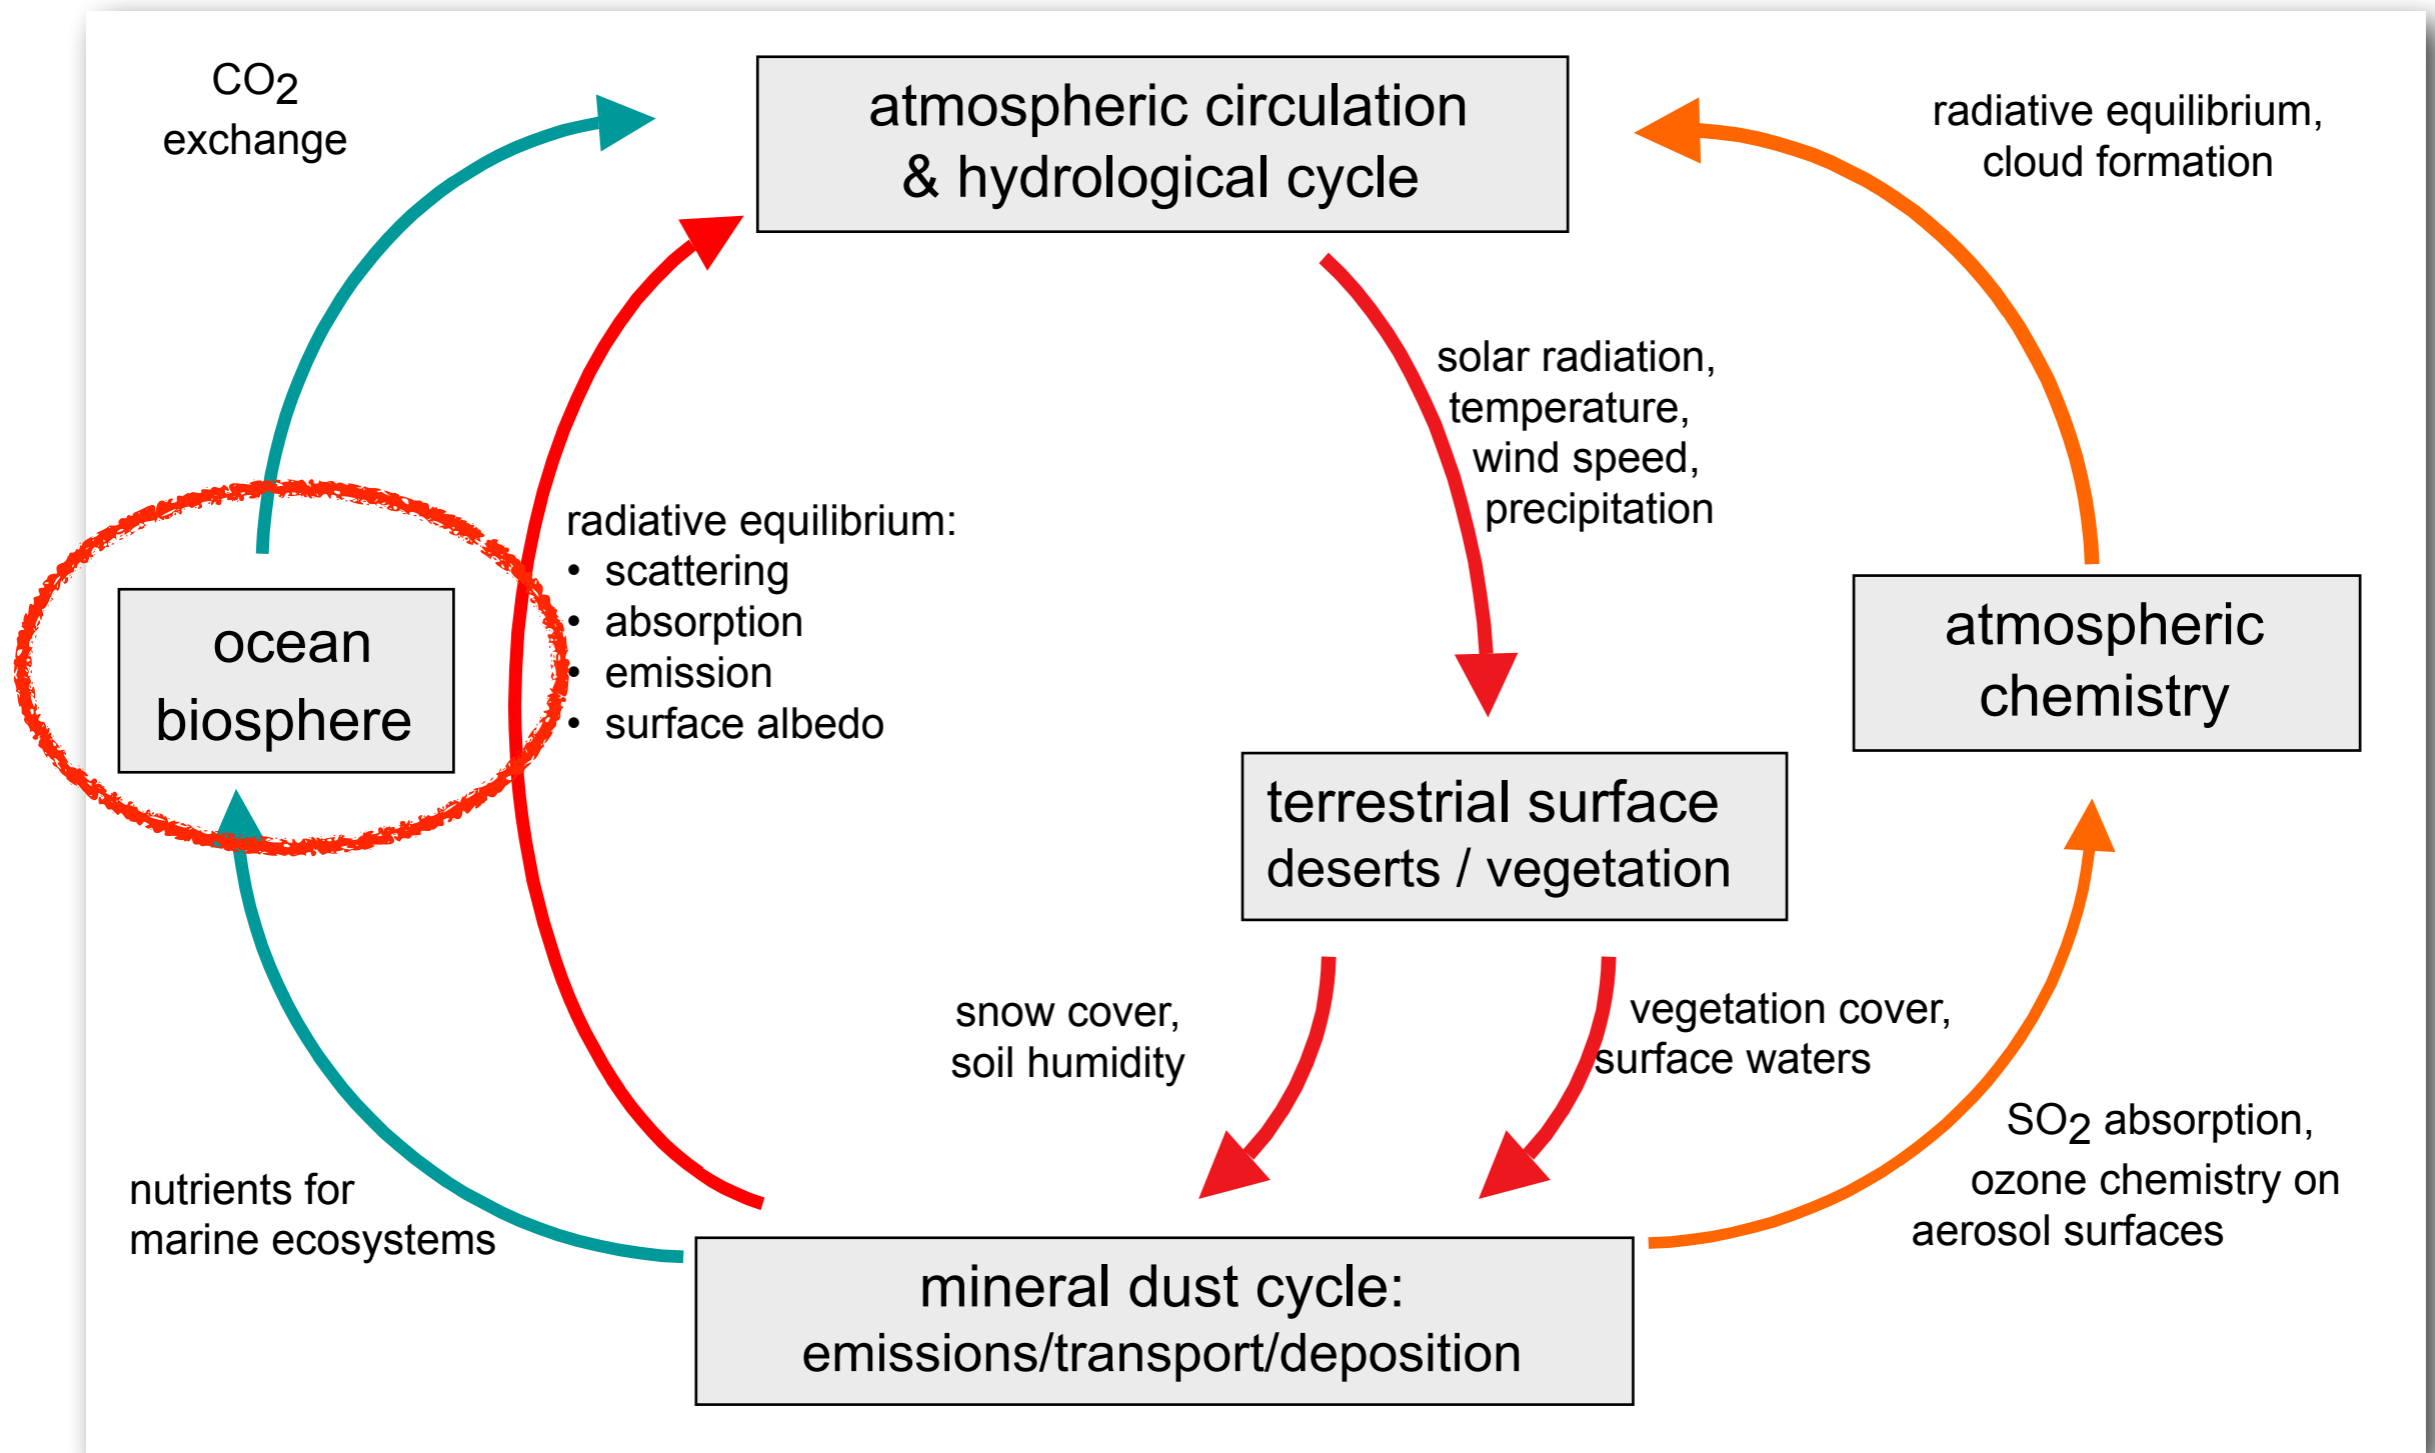 CO2
exchange
atmospheric circulation
& hydrological cycle
radiative equilibrium,
cloud formation
solar radiation,
temperature,
wind speed,
precipitation
radiative equilibrium:
• scattering
• absorption
• emission
• surface albedo
ocean
biosphere
atmospheric
chemistry
terrestrial surface
deserts / vegetation
snow cover,
soil humidity
vegetation cover,
surface waters
SO2 absorption,
ozone chemistry on
aerosol surfaces
nutrients for
marine ecosystems
mineral dust cycle:
emissions/transport/deposition